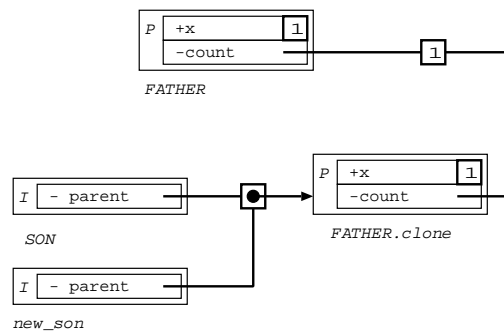 P +x 1
-count 1
FATHER
P +x 1
I - parent -count
SON FATHER.clone
I - parent
new_son